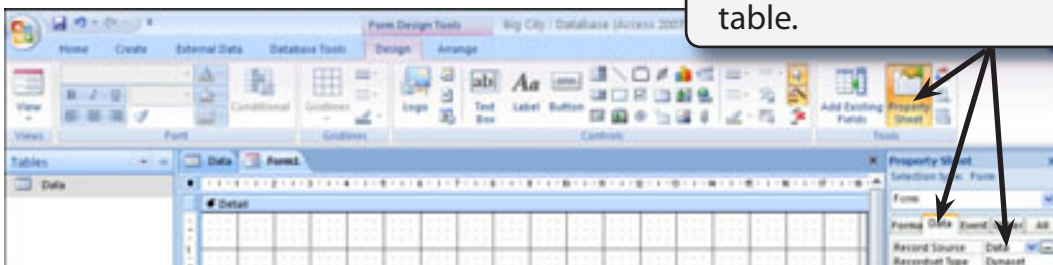 table.
Form Design Tools
Big City : Database (Access 2007
Home Create External Data Database Tools Design Arrange
View
B I U
Conditional
Gridlines
Logo
ab|
Text Box
Aa
Label
Button
Add Existing Fields
Property Sheet
Views Font Gridlines Controls Tools
Tables
Data Form1
Property Sheet
Selection type: Form
Data
Detail
Form
Data Event All
Record Source Data
Recordset Type Dynaset